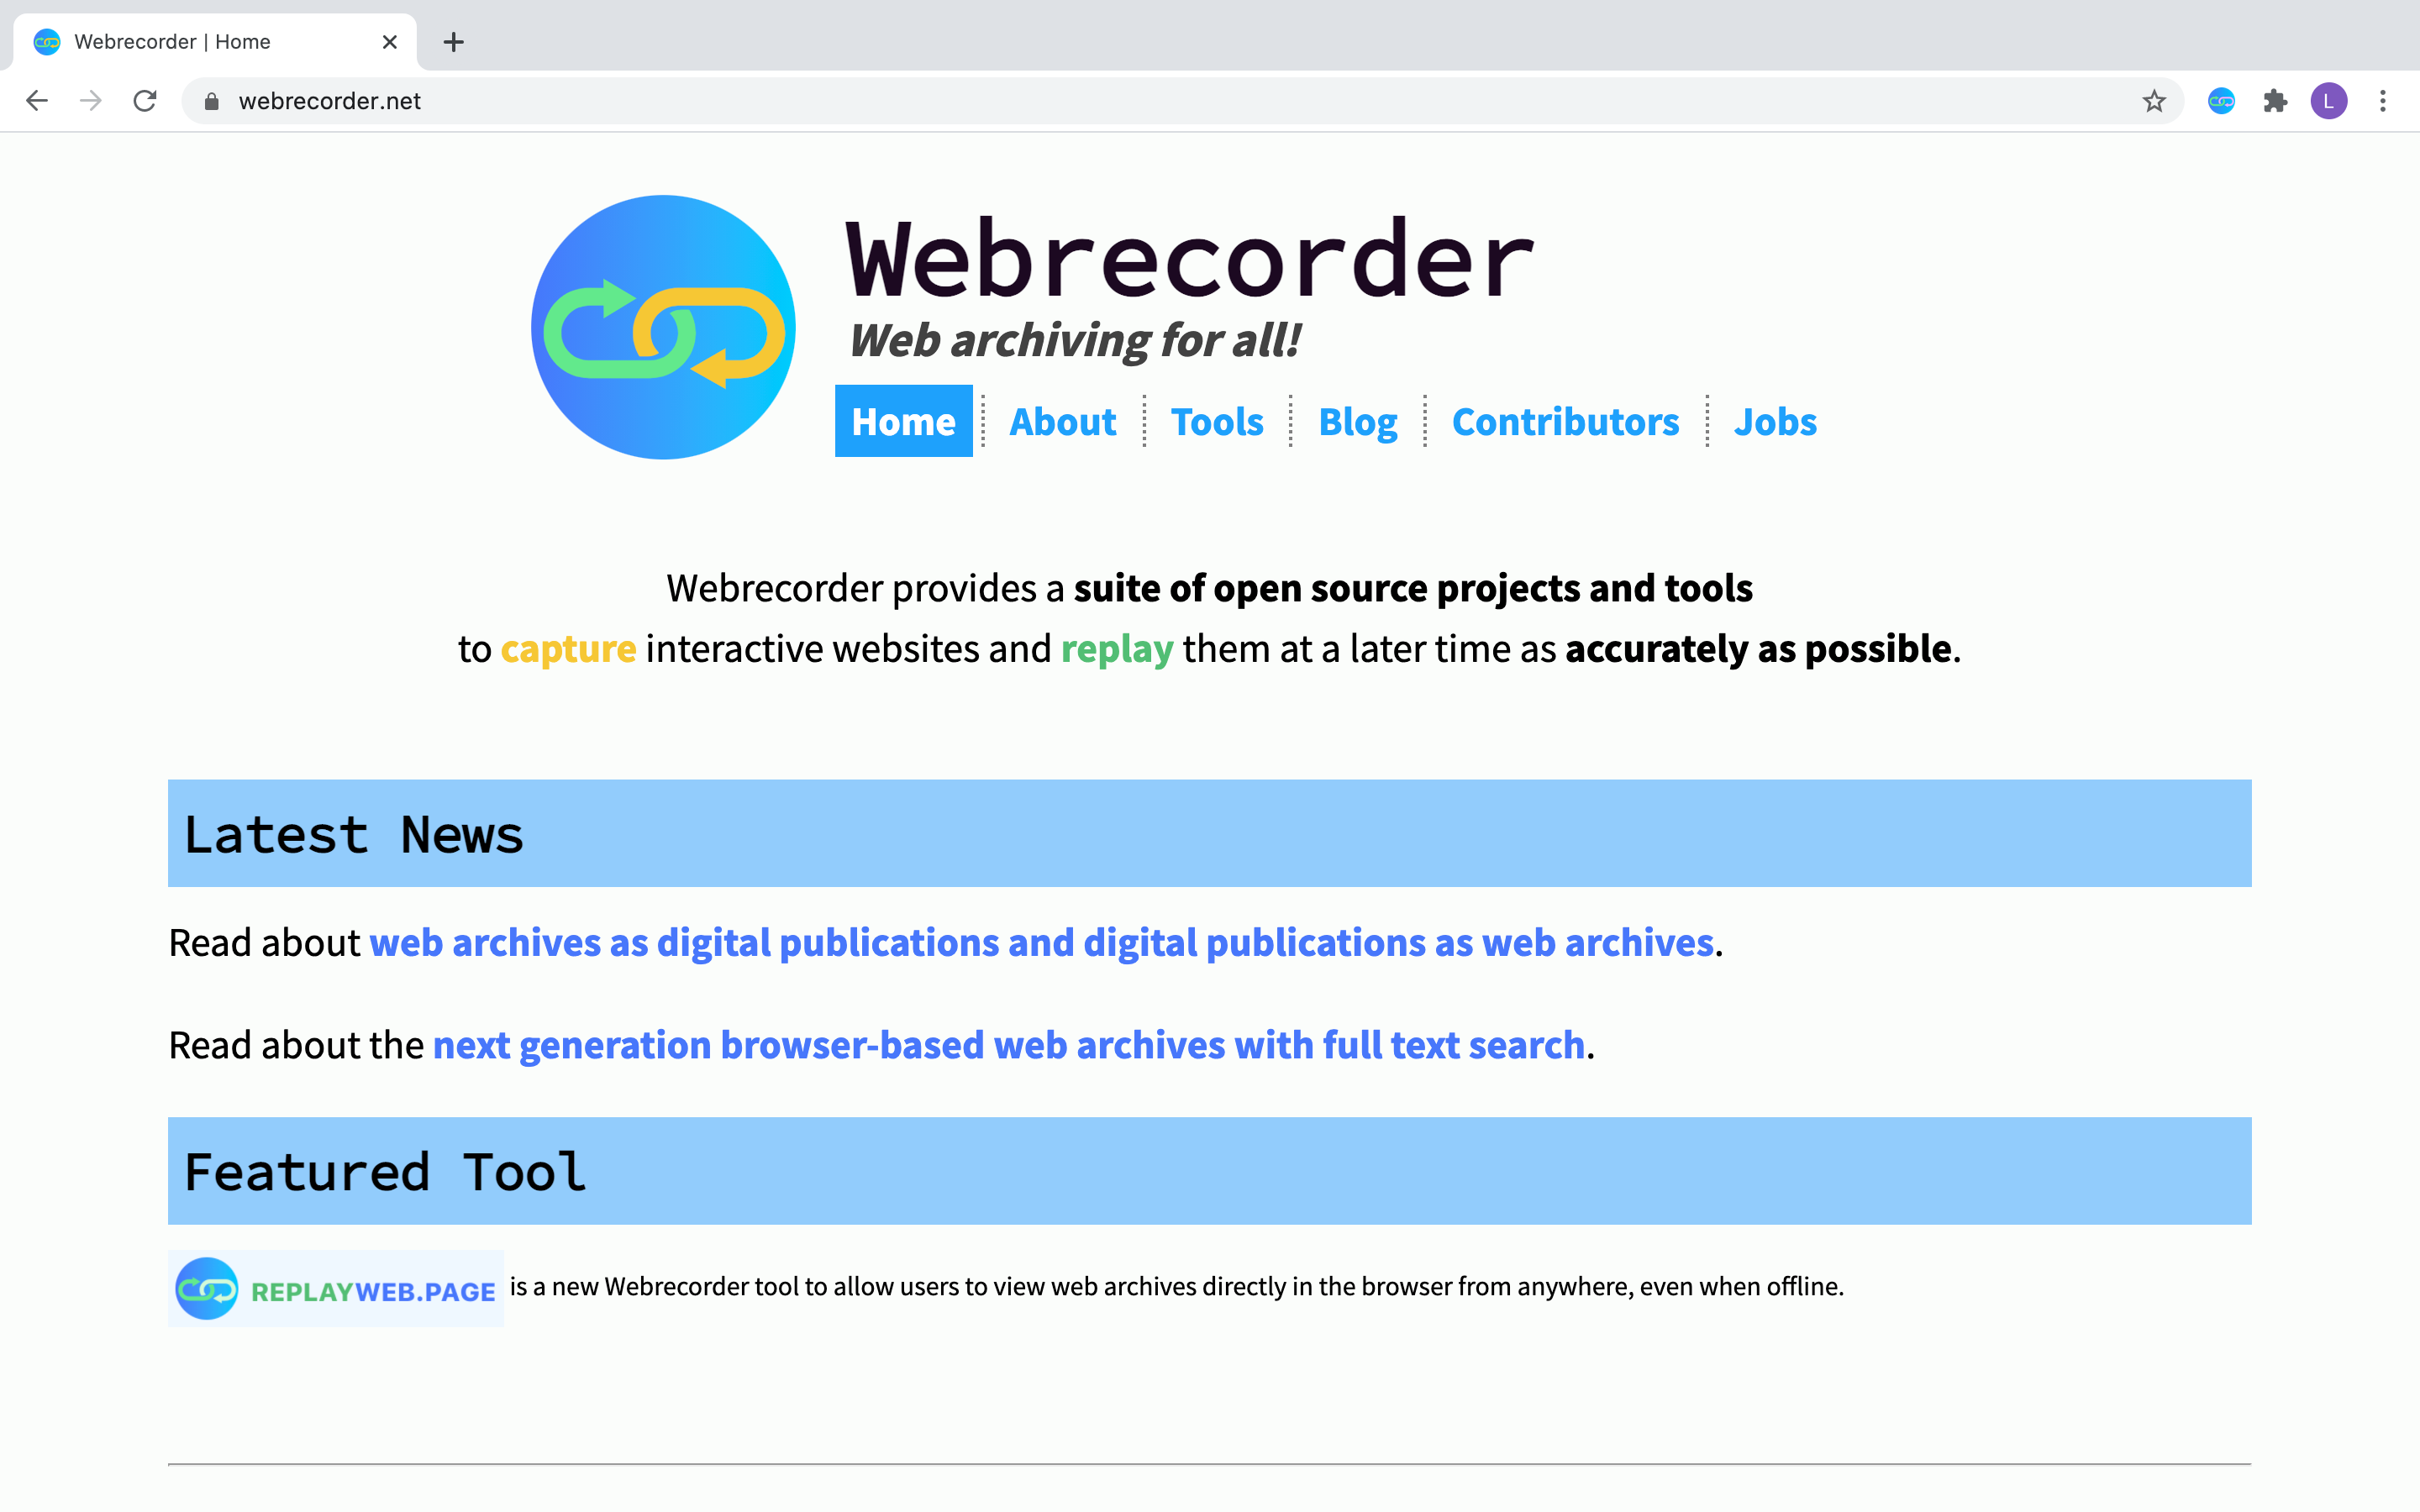 Webrecorder | Home
webrecorder.net
L
Webrecorder
Web archiving for all!
Home About Tools Blog Contributors Jobs
Webrecorder provides a suite of open source projects and tools
to capture interactive websites and replay them at a later time as accurately as possible.
Latest News
Read about web archives as digital publications and digital publications as web archives.
Read about the next generation browser-based web archives with full text search.
Featured Tool
REPLAYWEB.PAGE is a new Webrecorder tool to allow users to view web archives directly in the browser from anywhere, even when offline.